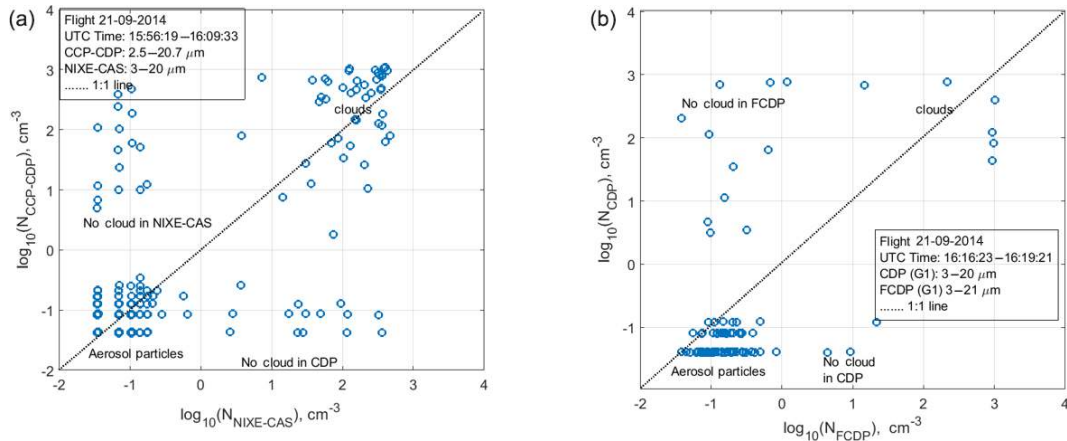 (a)
Flight 21-09-2014
UTC Time: 15:56:19−16:09:33
CCP-CDP: 2.5−20.7 μm
NIXE-CAS: 3−20 μm
....... 1:1 line
clouds
No cloud in NIXE-CAS
Aerosol particles
No cloud in CDP
log10(NCCP-CDP), cm-3
4
3
2
1
0
-1
-2
-2 -1 0 1 2 3 4
log10(NNIXE-CAS), cm-3
(b)
No cloud in FCDP
clouds
Flight 21-09-2014
UTC Time: 16:16:23−16:19:21
CDP (G1): 3−20 μm
FCDP (G1) 3−21 μm
....... 1:1 line
Aerosol particles
No cloud
in CDP
log10(NCDP), cm-3
4
3
2
1
0
-1
-2 -1 0 1 2 3 4
log10(NFCDP), cm-3